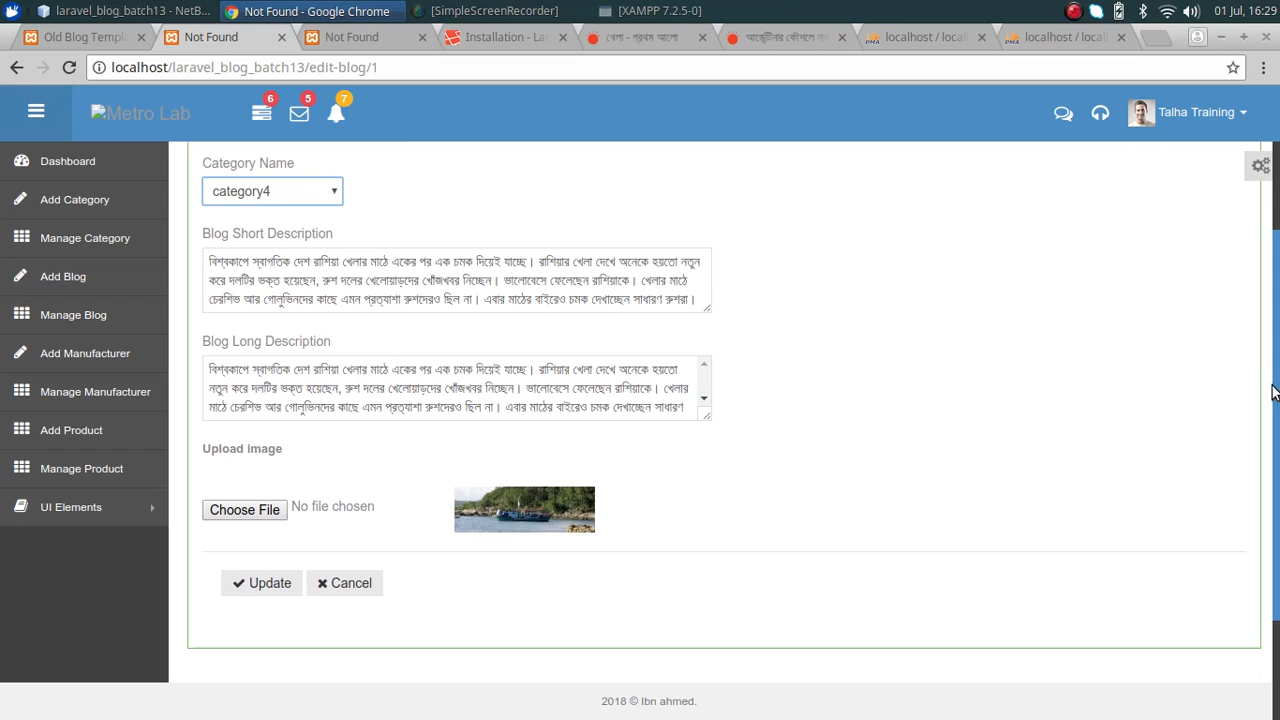 laravel_blog_batch13 - NetB...
Not Found - Google Chrome
[SimpleScreenRecorder]
[XAMPP 7.2.5-0]
01 Jul, 16:29
Old Blog Templa
Not Found
Not Found
Installation - La
খেলা - প্রথম আলো
আর্জেন্টিনার কৌশলে
localhost / local
localhost / local
localhost/laravel_blog_batch13/edit-blog/1
Metro Lab
6
5
7
Talha Training
Dashboard
Add Category
Manage Category
Add Blog
Manage Blog
Add Manufacturer
Manage Manufacturer
Add Product
Manage Product
UI Elements
Category Name
category4
Blog Short Description
বিশ্বকাপে স্বাগতিক দেশ রাশিয়া খেলার মাঠে একের পর এক চমক দিয়েই যাচ্ছে। রাশিয়ার খেলা দেখে অনেকে হয়তো নতুন
করে দলটির ভক্ত হয়েছেন, রুশ দলের খেলোয়াড়দের খোঁজখবর নিচ্ছেন। ভালোবেসে ফেলেছেন রাশিয়াকে। খেলার মাঠে
চেরশিভ আর গোলুভিনদের কাছে এমন প্রত্যাশা রুশদেরও ছিল না। এবার মাঠের বাইরেও চমক দেখাচ্ছেন সাধারণ রুশরা।
Blog Long Description
বিশ্বকাপে স্বাগতিক দেশ রাশিয়া খেলার মাঠে একের পর এক চমক দিয়েই যাচ্ছে। রাশিয়ার খেলা দেখে অনেকে হয়তো
নতুন করে দলটির ভক্ত হয়েছেন, রুশ দলের খেলোয়াড়দের খোঁজখবর নিচ্ছেন। ভালোবেসে ফেলেছেন রাশিয়াকে। খেলার
মাঠে চেরশিভ আর গোলুভিনদের কাছে এমন প্রত্যাশা রুশদেরও ছিল না। এবার মাঠের বাইরেও চমক দেখাচ্ছেন সাধারণ
Upload image
Choose File
No file chosen
Update
Cancel
2018 © Ibn ahmed.